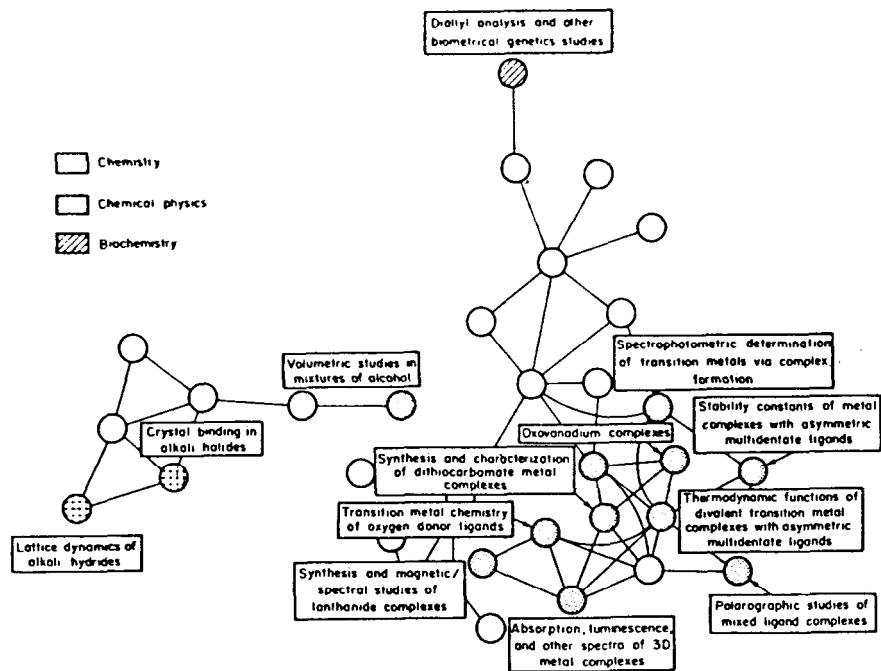 Diallyl analysis and other
biometrical genetics studies
Chemistry
Chemical physics
Biochemistry
Spectrophotometric determination
of transition metals via complex
formation
Volumetric studies in
mixtures of alcohol
Stability constants of metal
complexes with asymmetric
multidentate ligands
Crystal binding in
alkali halides
Oxovanadium complexes
Synthesis and characterization
of dithiocarbamate metal
complexes
Transition metal chemistry
of oxygen donor ligands
Thermodynamic functions of
divalent transition metal
complexes with asymmetric
multidentate ligands
Lattice dynamics of
alkali hydrides
Synthesis and magnetic/
spectral studies of
lanthanide complexes
Polarographic studies of
mixed ligand complexes
Absorption, luminescence,
and other spectra of 3D
metal complexes